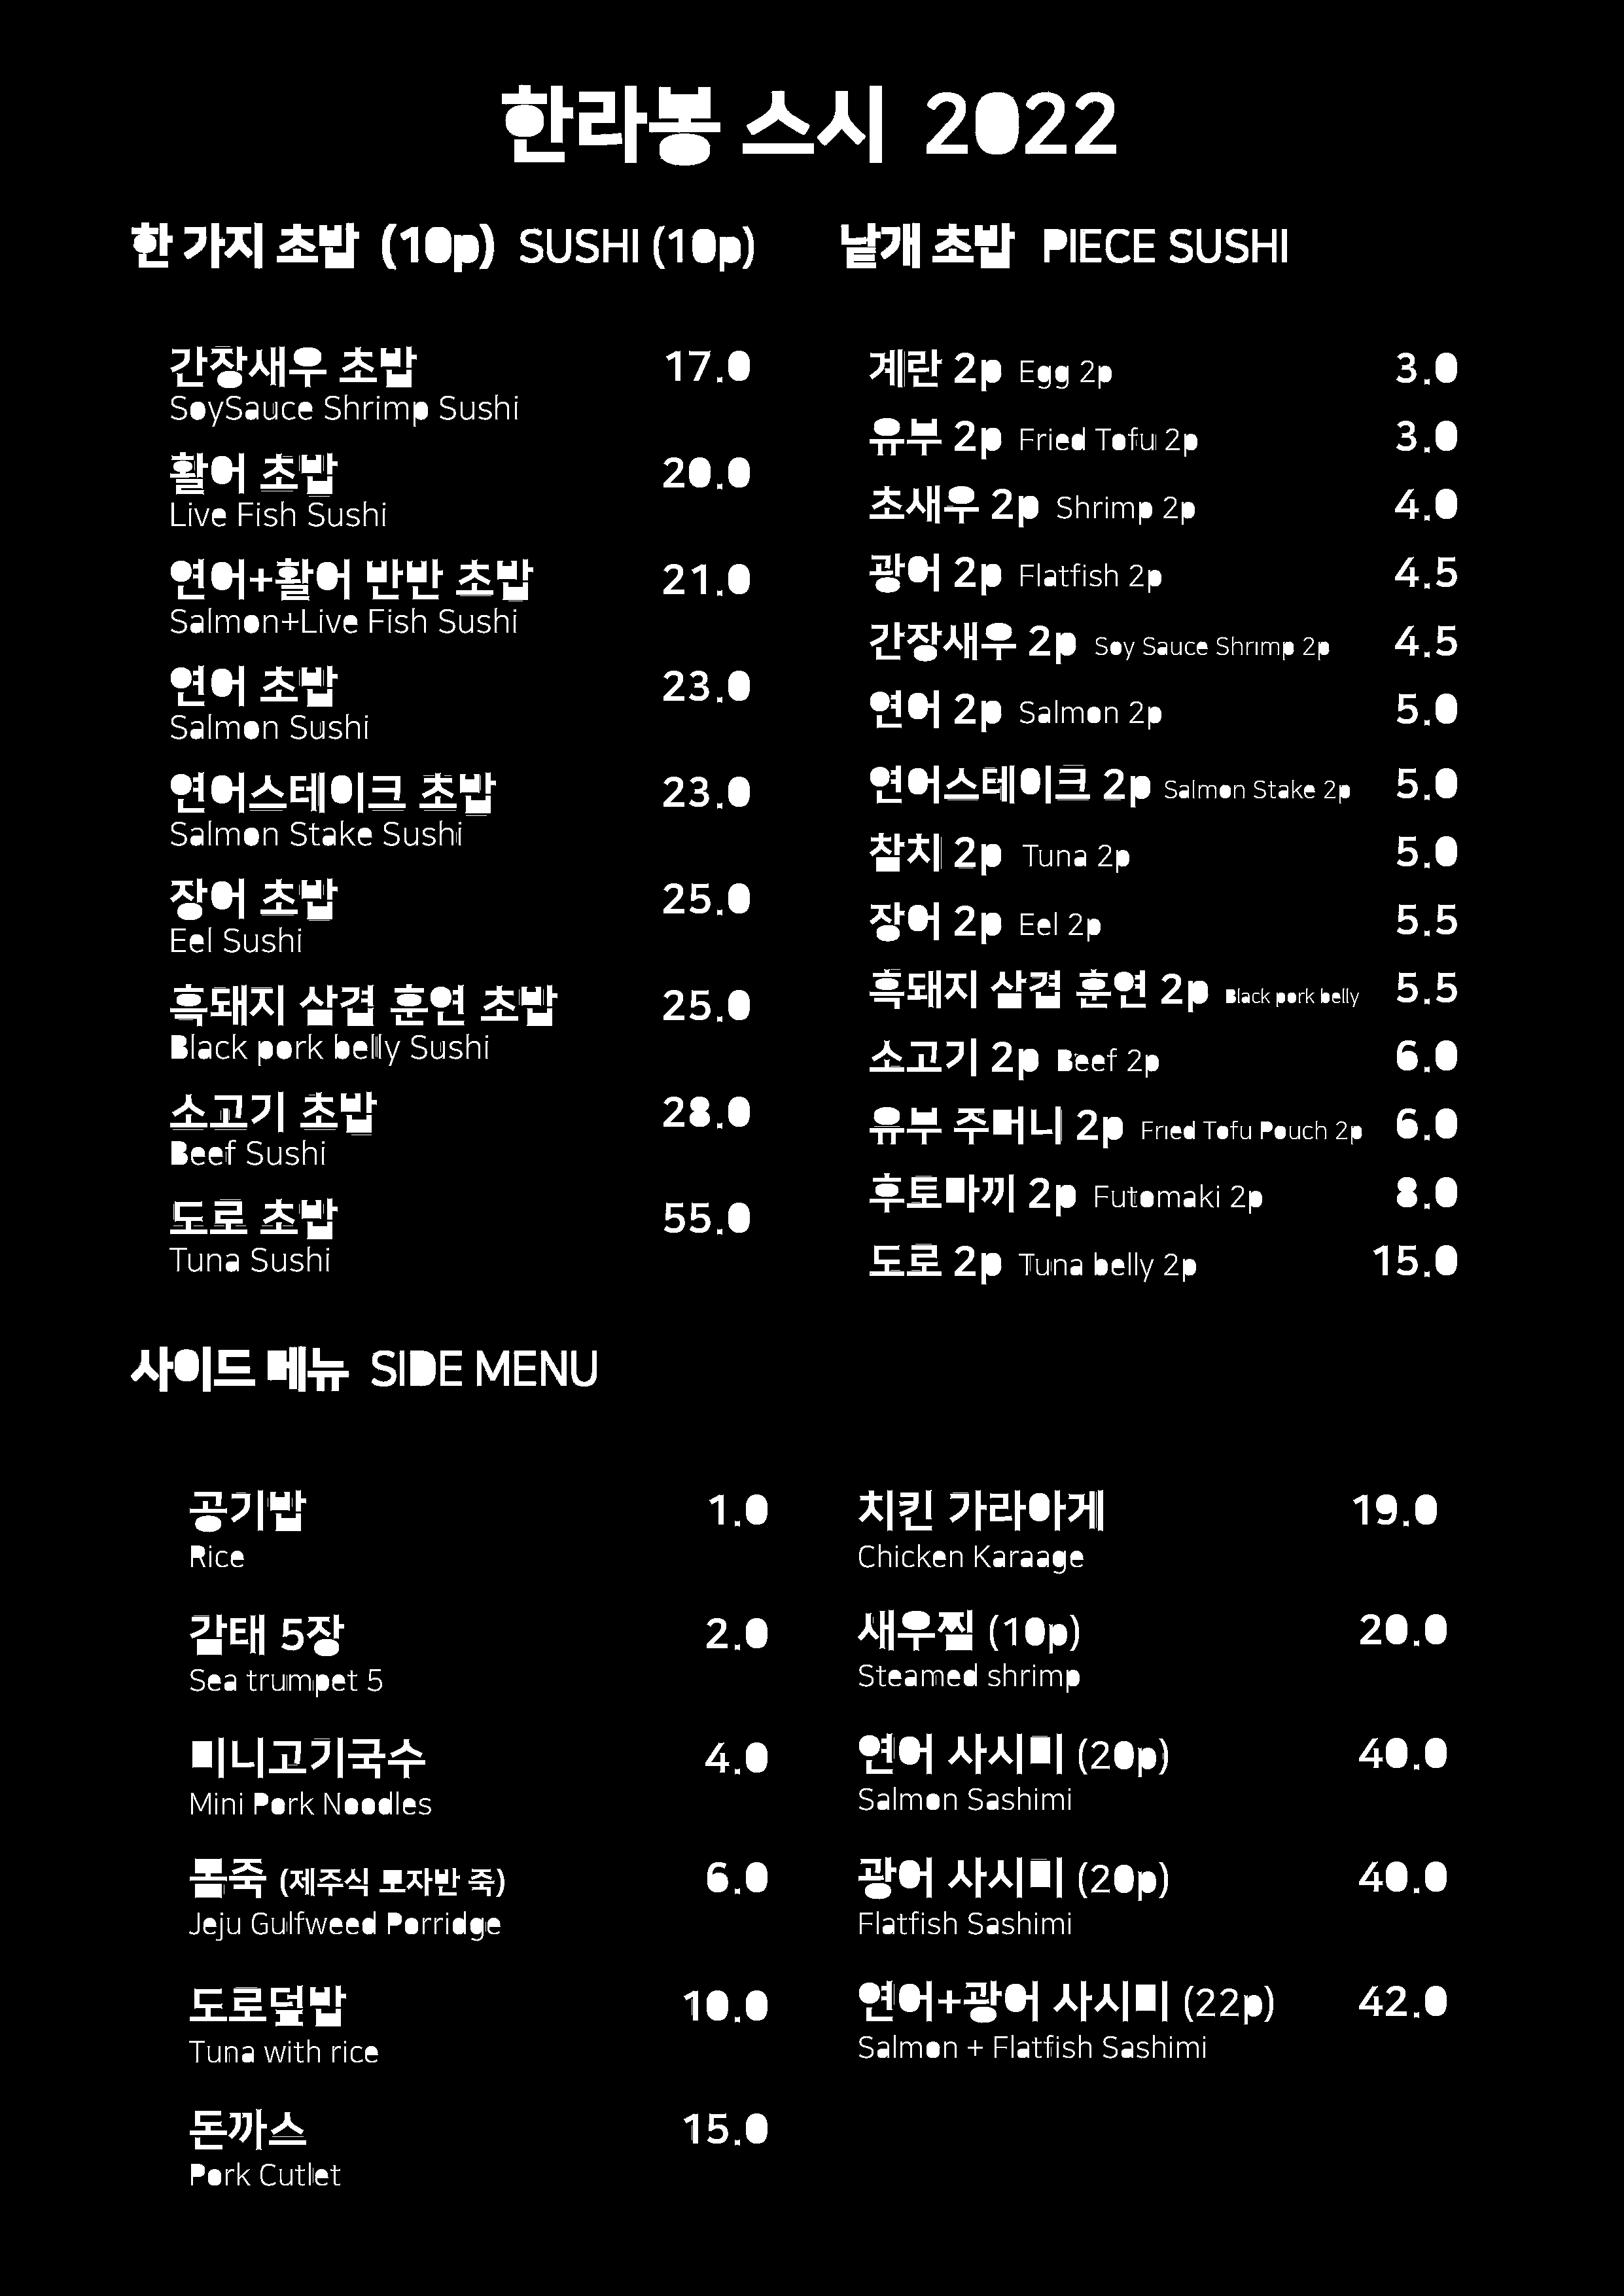 한라봉 스시 2022
한 가지 초밥 (10p) SUSHI (10p)
간장새우 초밥 17.0
SoySauce Shrimp Sushi
활어 초밥 20.0
Live Fish Sushi
연어+활어 반반 초밥 21.0
Salmon+Live Fish Sushi
연어 초밥 23.0
Salmon Sushi
연어스테이크 초밥 23.0
Salmon Stake Sushi
장어 초밥 25.0
Eel Sushi
흑돼지 삼겹 훈연 초밥 25.0
Black pork belly Sushi
소고기 초밥 28.0
Beef Sushi
도로 초밥 55.0
Tuna Sushi
낱개 초밥 PIECE SUSHI
계란 2p Egg 2p 3.0
유부 2p Fried Tofu 2p 3.0
초새우 2p Shrimp 2p 4.0
광어 2p Flatfish 2p 4.5
간장새우 2p Soy Sauce Shrimp 2p 4.5
연어 2p Salmon 2p 5.0
연어스테이크 2p Salmon Stake 2p 5.0
참치 2p Tuna 2p 5.0
장어 2p Eel 2p 5.5
흑돼지 삼겹 훈연 2p Black pork belly 5.5
소고기 2p Beef 2p 6.0
유부 주머니 2p Fried Tofu Pouch 2p 6.0
후토마끼 2p Futomaki 2p 8.0
도로 2p Tuna belly 2p 15.0
사이드 메뉴 SIDE MENU
공기밥 1.0
Rice
감태 5장 2.0
Sea trumpet 5
미니고기국수 4.0
Mini Pork Noodles
몸죽 (제주식 모자반 죽) 6.0
Jeju Gulfweed Porridge
도로덮밥 10.0
Tuna with rice
돈까스 15.0
Pork Cutlet
치킨 가라아게 19.0
Chicken Karaage
새우찜 (10p) 20.0
Steamed shrimp
연어 사시미 (20p) 40.0
Salmon Sashimi
광어 사시미 (20p) 40.0
Flatfish Sashimi
연어+광어 사시미 (22p) 42.0
Salmon + Flatfish Sashimi